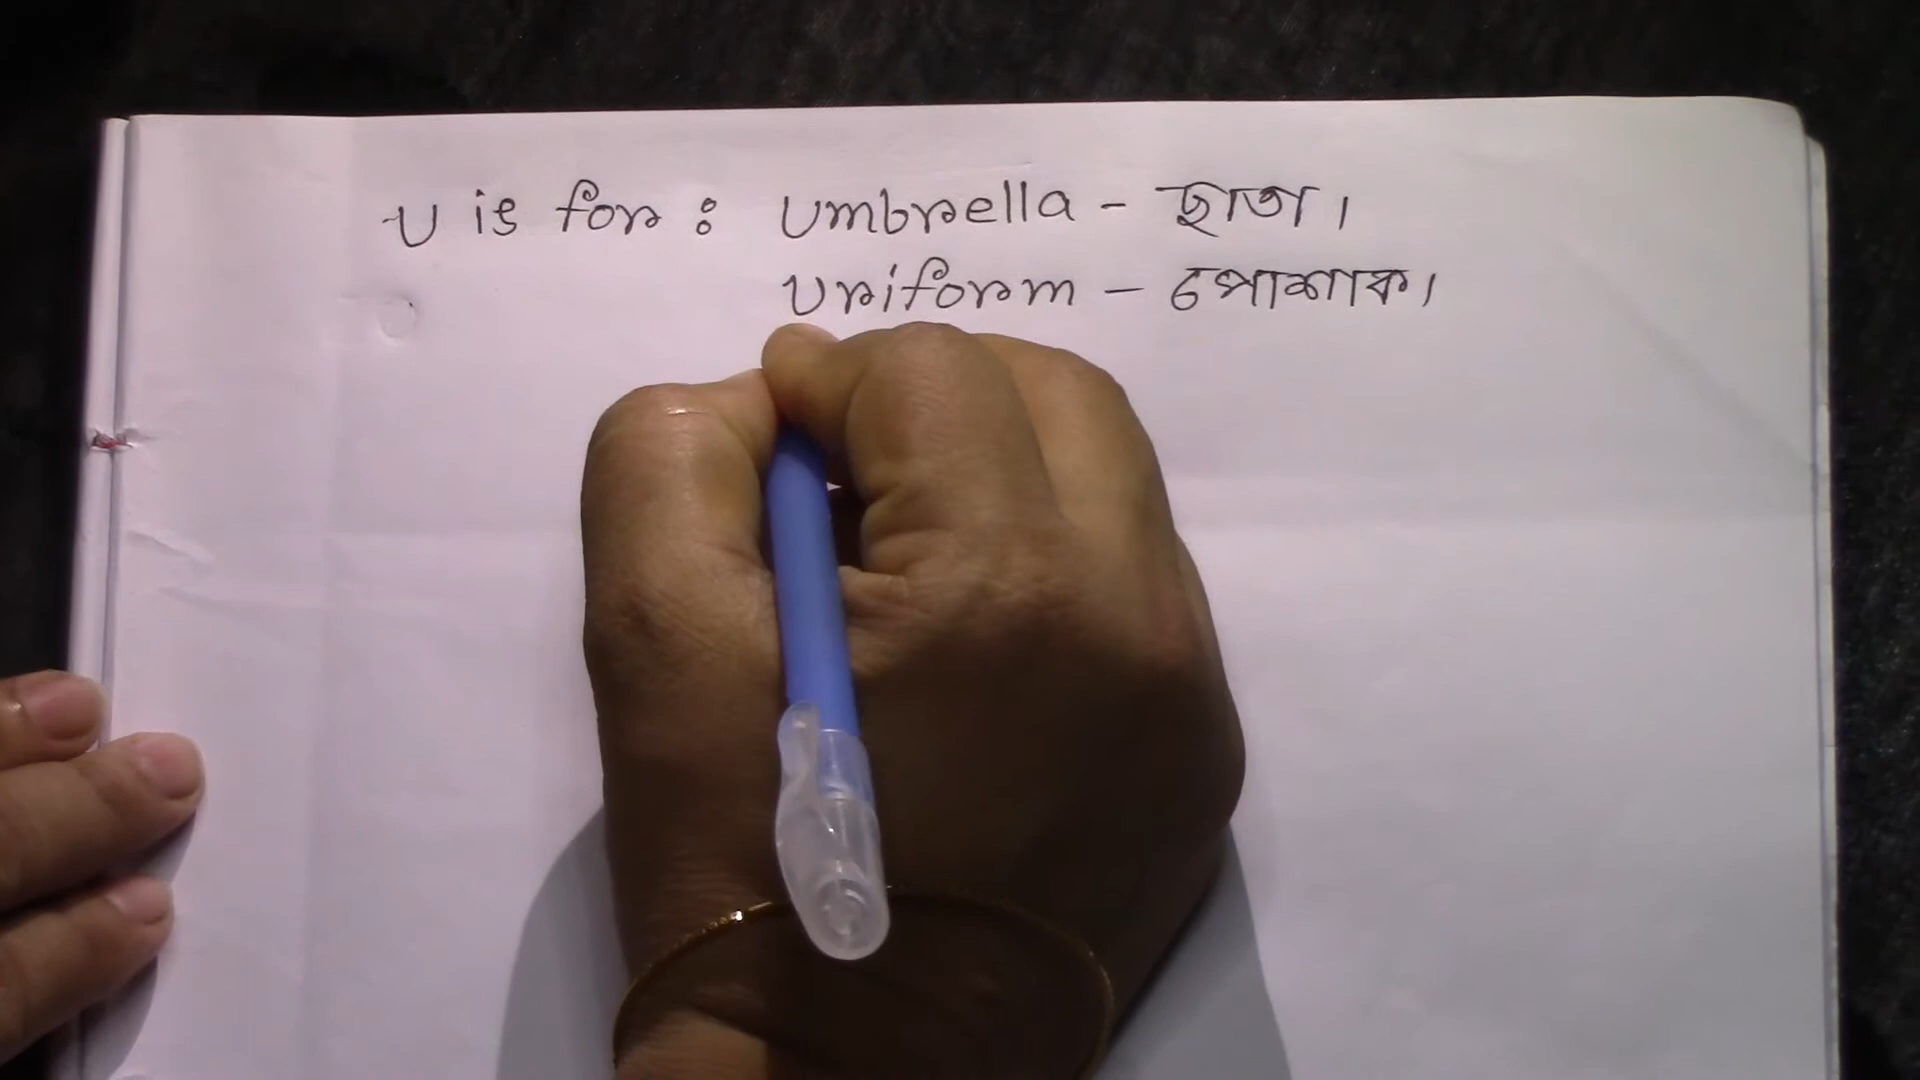 U is for : Umbrella - ছাতা।
Uniform - পোশাক।